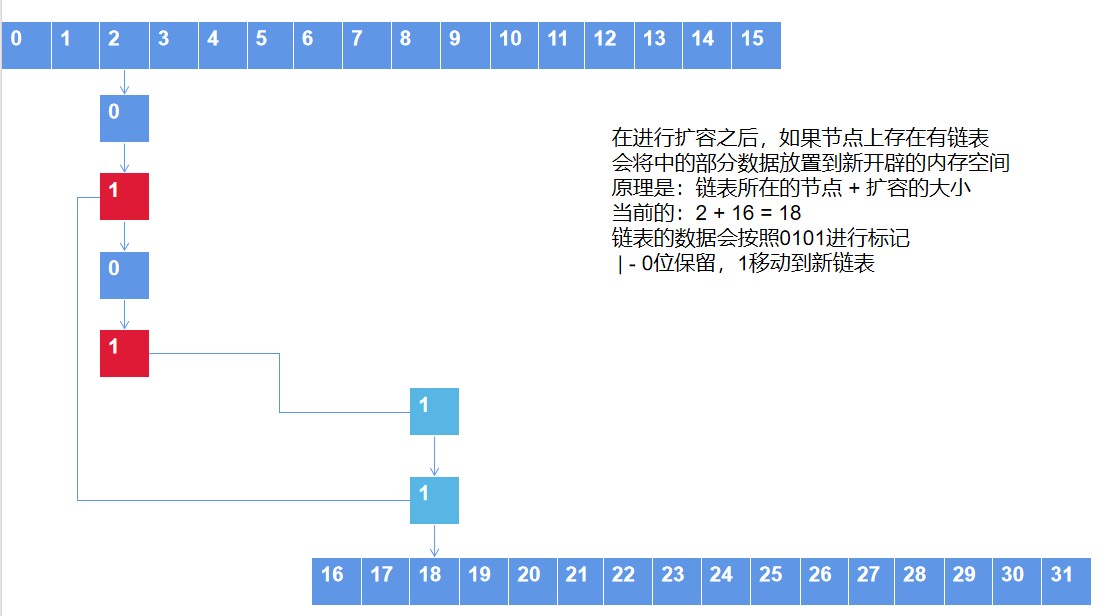 0 1 2 3 4 5 6 7 8 9 10 11 12 13 14 15
0
1
0
1
在进行扩容之后，如果节点上存在有链表
会将中的部分数据放置到新开辟的内存空间
原理是：链表所在的节点 + 扩容的大小
当前的：2 + 16 = 18
链表的数据会按照0101进行标记
| - 0位保留，1移动到新链表
1
1
16 17 18 19 20 21 22 23 24 25 26 27 28 29 30 31